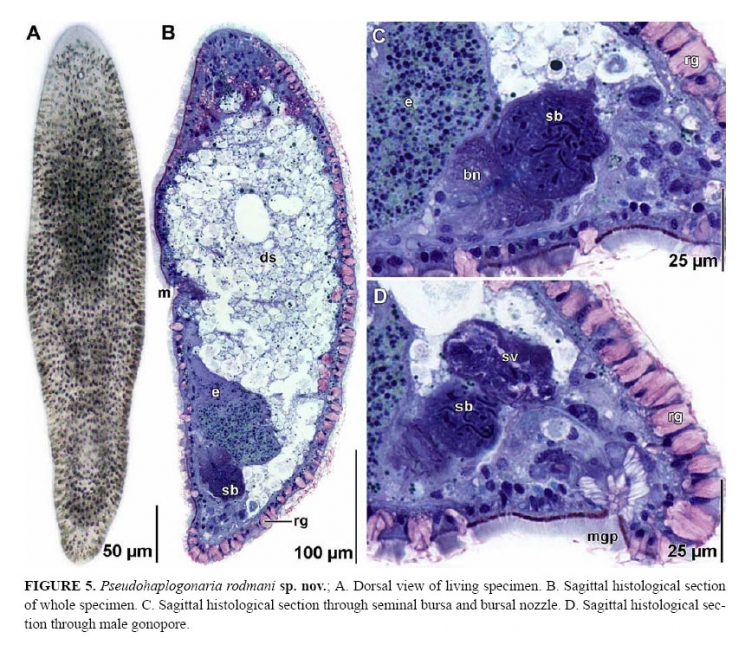 A
B
C
D
rg
e
sb
bn
25 µm
ds
m
e
sb
rg
50 µm
100 µm
sv
sb
rg
mgp
25 µm
FIGURE 5. Pseudohaplogonaria rodmani sp. nov.; A. Dorsal view of living specimen. B. Sagittal histological section
of whole specimen. C. Sagittal histological section through seminal bursa and bursal nozzle. D. Sagittal histological sec-
tion through male gonopore.